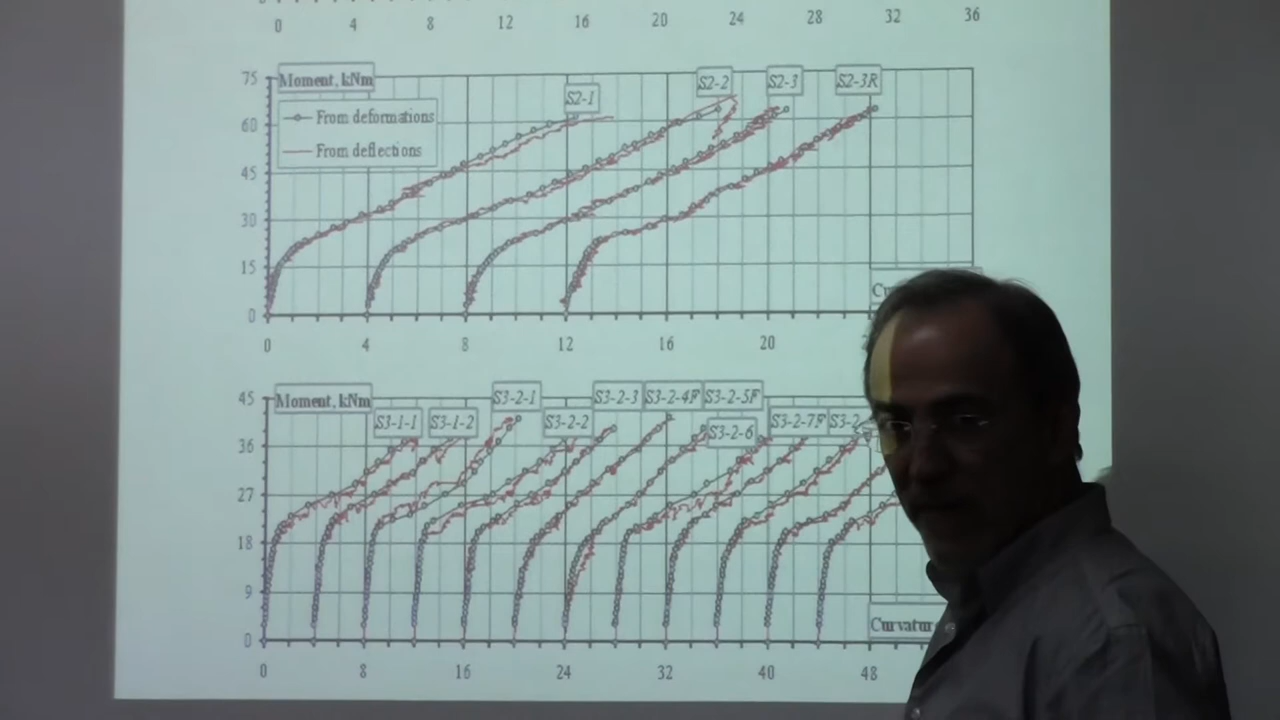 0 4 8 12 16 20 24 28 32 36
75 Moment, kNm S2-1 S2-2 S2-3 S2-3R
From deformations
60
From deflections
45
30
15
0
0 4 8 12 16 20
45 Moment, kNm S3-2-1 S3-2-3 S3-2-4F S3-2-5F
S3-1-1 S3-1-2 S3-2-2 S3-2-6 S3-2-7F S3-2-
36
27
18
9
0
0 8 16 24 32 40 48